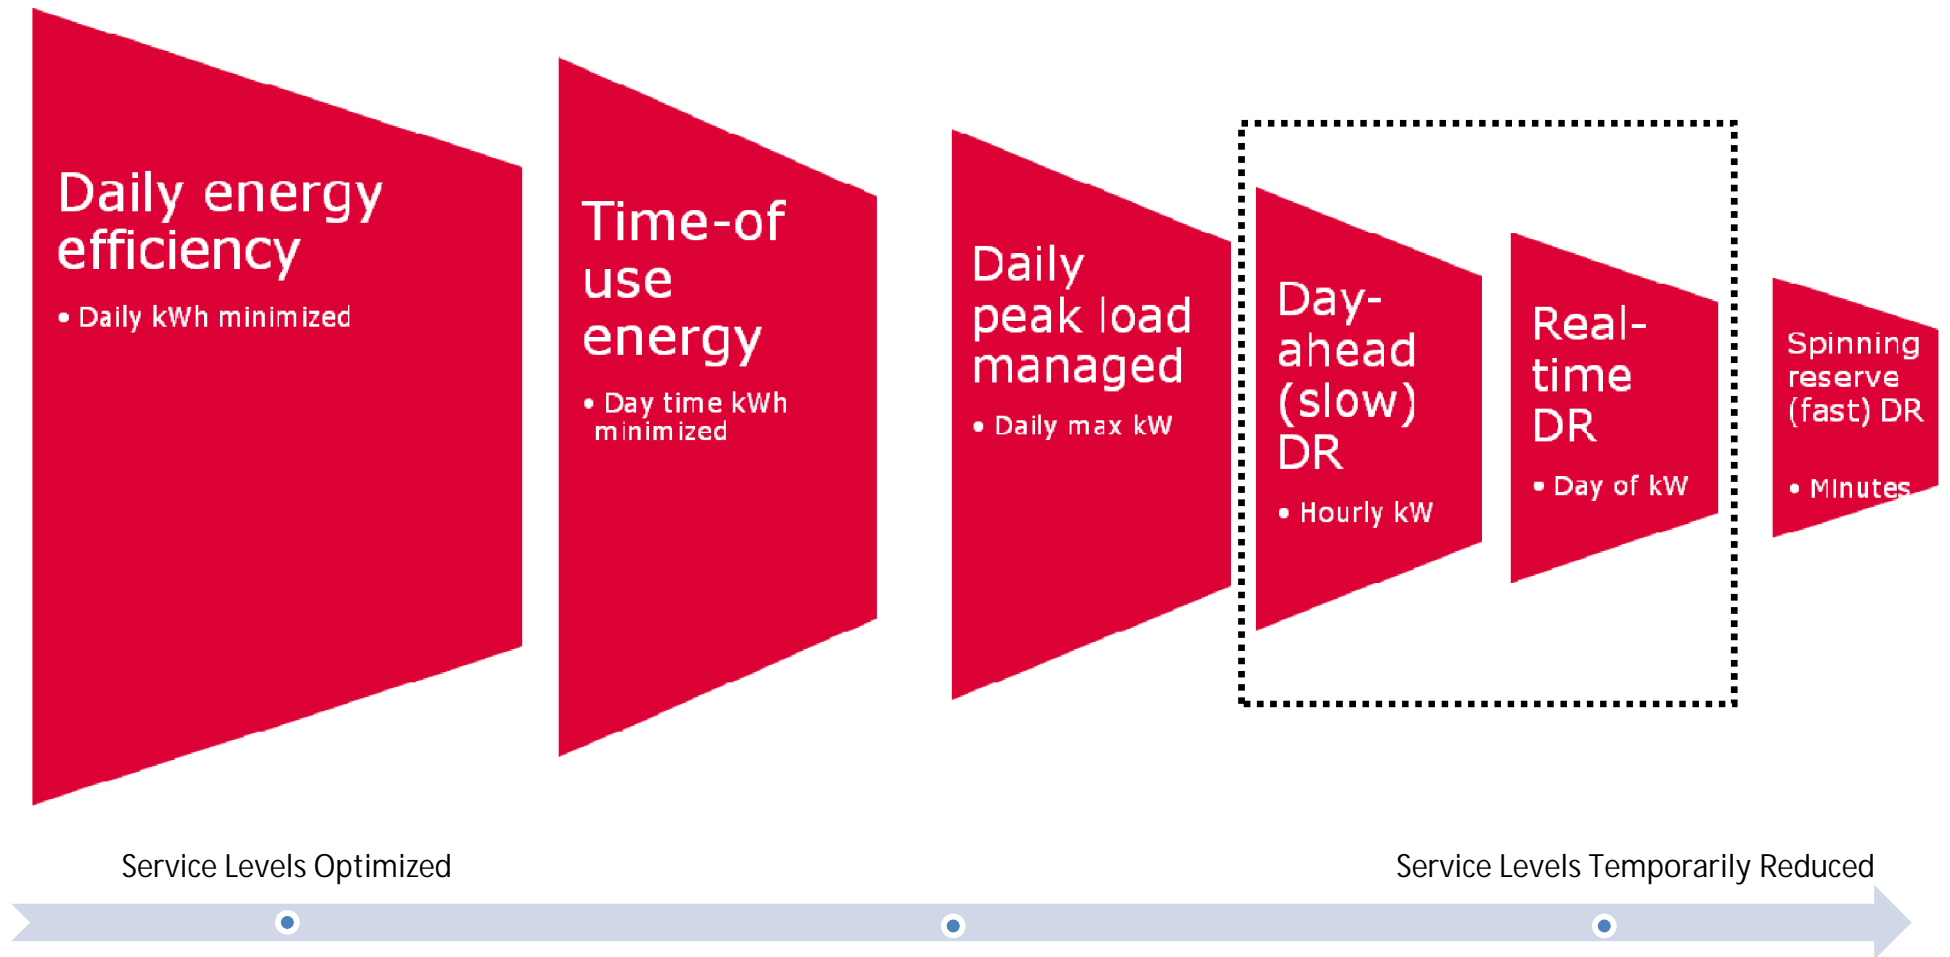 Daily energy
efficiency
• Daily kWh minimized
Time-of
use
energy
• Day time kWh
minimized
Daily
peak load
managed
• Daily max kW
Day-
ahead
(slow)
DR
• Hourly kW
Real-
time
DR
• Day of kW
Spinning
reserve
(fast) DR
• MInutes
Service Levels Optimized
Service Levels Temporarily Reduced